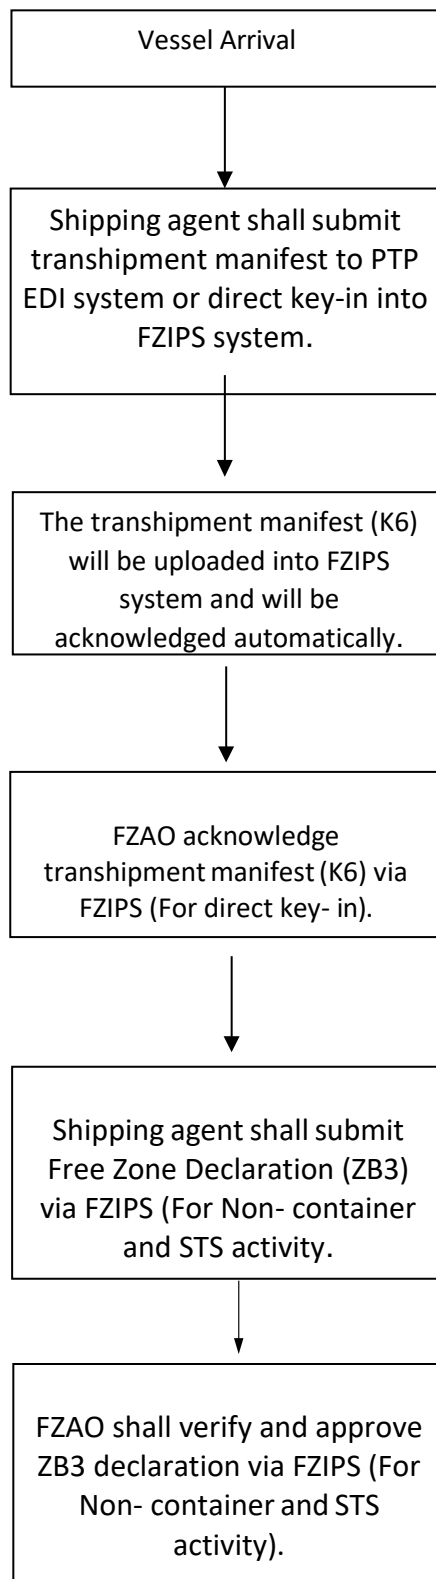 Vessel Arrival
Shipping agent shall submit
transhipment manifest to PTP
EDI system or direct key-in into
FZIPS system.
The transhipment manifest (K6)
will be uploaded into FZIPS
system and will be
acknowledged automatically.
FZAO acknowledge
transhipment manifest (K6) via
FZIPS (For direct key- in).
Shipping agent shall submit
Free Zone Declaration (ZB3)
via FZIPS (For Non- container
and STS activity.
FZAO shall verify and approve
ZB3 declaration via FZIPS (For
Non- container and STS
activity).